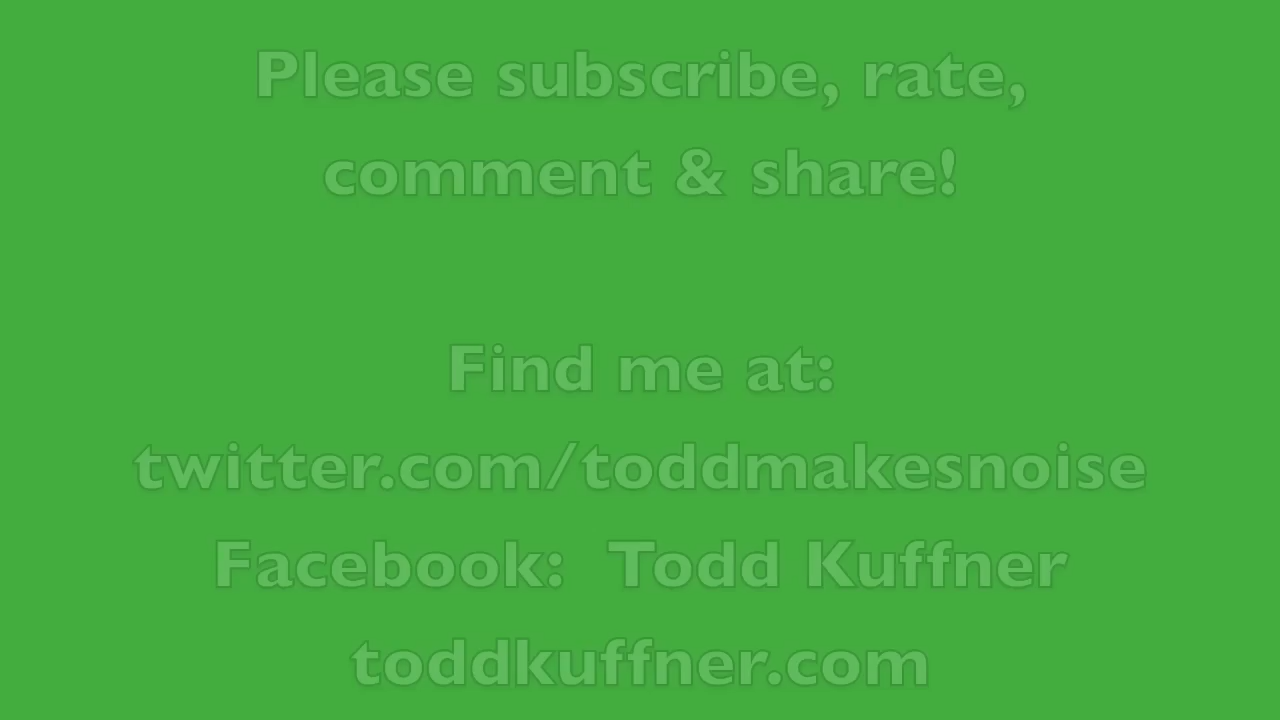 Please subscribe, rate,
comment & share!
Find me at:
twitter.com/toddmakesnoise
Facebook:  Todd Kuffner
toddkuffner.com